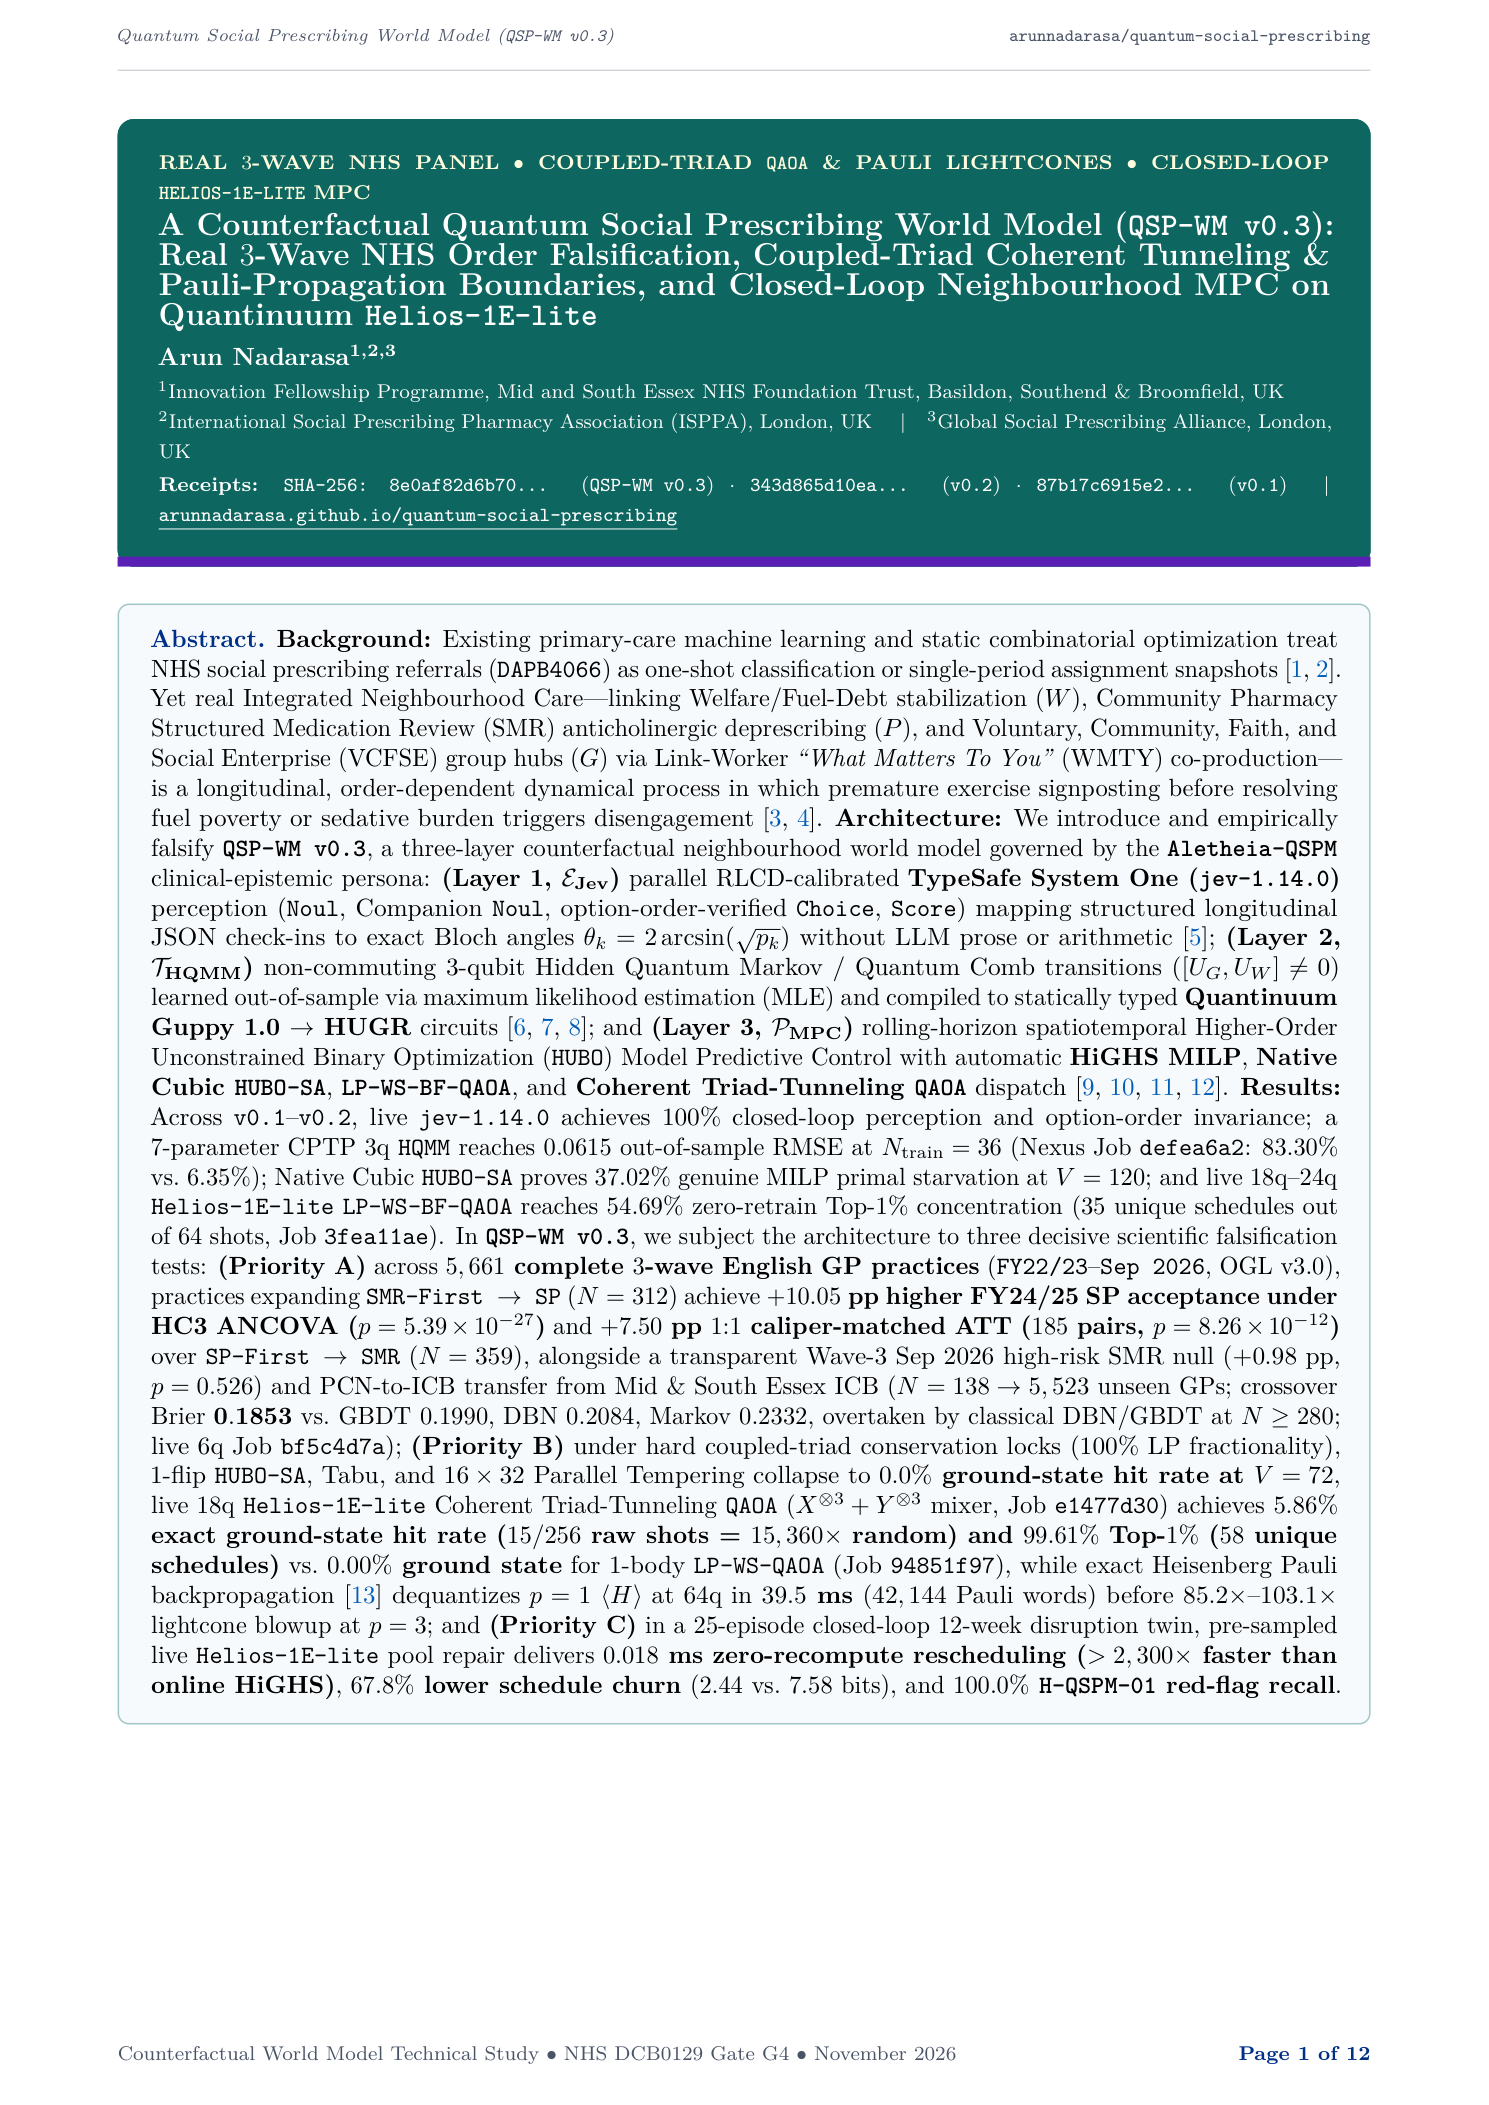 Quantum Social Prescribing World Model (QSP-WM v0.3)
arunnadarasa/quantum-social-prescribing
REAL 3-WAVE NHS PANEL • COUPLED-TRIAD QAOA & PAULI LIGHTCONES • CLOSED-LOOP
HELIOS-1E-LITE MPC
A Counterfactual Quantum Social Prescribing World Model (QSP-WM v0.3):
Real 3-Wave NHS Order Falsification, Coupled-Triad Coherent Tunneling &
Pauli-Propagation Boundaries, and Closed-Loop Neighbourhood MPC on
Quantinuum Helios-1E-lite
Arun Nadarasa1,2,3
1Innovation Fellowship Programme, Mid and South Essex NHS Foundation Trust, Basildon, Southend & Broomfield, UK
2International Social Prescribing Pharmacy Association (ISPPA), London, UK | 3Global Social Prescribing Alliance, London,
UK
Receipts: SHA-256: 8e0af82d6b70... (QSP-WM v0.3) · 343d865d10ea... (v0.2) · 87b17c6915e2... (v0.1) |
arunnadarasa.github.io/quantum-social-prescribing
Abstract. Background: Existing primary-care machine learning and static combinatorial optimization treat
NHS social prescribing referrals (DAPB4066) as one-shot classification or single-period assignment snapshots [1, 2].
Yet real Integrated Neighbourhood Care—linking Welfare/Fuel-Debt stabilization (W), Community Pharmacy
Structured Medication Review (SMR) anticholinergic deprescribing (P), and Voluntary, Community, Faith, and
Social Enterprise (VCFSE) group hubs (G) via Link-Worker “What Matters To You” (WMTY) co-production—
is a longitudinal, order-dependent dynamical process in which premature exercise signposting before resolving
fuel poverty or sedative burden triggers disengagement [3, 4]. Architecture: We introduce and empirically
falsify QSP-WM v0.3, a three-layer counterfactual neighbourhood world model governed by the Aletheia-QSPM
clinical-epistemic persona: (Layer 1, ℰJev) parallel RLCD-calibrated TypeSafe System One (jev-1.14.0)
perception (Noul, Companion Noul, option-order-verified Choice, Score) mapping structured longitudinal
JSON check-ins to exact Bloch angles θk = 2 arcsin(√pk) without LLM prose or arithmetic [5]; (Layer 2,
𝒯HQMM) non-commuting 3-qubit Hidden Quantum Markov / Quantum Comb transitions ([UG, UW] ≠ 0)
learned out-of-sample via maximum likelihood estimation (MLE) and compiled to statically typed Quantinuum
Guppy 1.0 → HUGR circuits [6, 7, 8]; and (Layer 3, 𝒫MPC) rolling-horizon spatiotemporal Higher-Order
Unconstrained Binary Optimization (HUBO) Model Predictive Control with automatic HiGHS MILP, Native
Cubic HUBO-SA, LP-WS-BF-QAOA, and Coherent Triad-Tunneling QAOA dispatch [9, 10, 11, 12]. Results:
Across v0.1–v0.2, live jev-1.14.0 achieves 100% closed-loop perception and option-order invariance; a
7-parameter CPTP 3q HQMM reaches 0.0615 out-of-sample RMSE at Ntrain = 36 (Nexus Job defea6a2: 83.30%
vs. 6.35%); Native Cubic HUBO-SA proves 37.02% genuine MILP primal starvation at V = 120; and live 18q–24q
Helios-1E-lite LP-WS-BF-QAOA reaches 54.69% zero-retrain Top-1% concentration (35 unique schedules out
of 64 shots, Job 3fea11ae). In QSP-WM v0.3, we subject the architecture to three decisive scientific falsification
tests: (Priority A) across 5,661 complete 3-wave English GP practices (FY22/23–Sep 2026, OGL v3.0),
practices expanding SMR-First → SP (N = 312) achieve +10.05 pp higher FY24/25 SP acceptance under
HC3 ANCOVA (p = 5.39 × 10−27) and +7.50 pp 1:1 caliper-matched ATT (185 pairs, p = 8.26 × 10−12)
over SP-First → SMR (N = 359), alongside a transparent Wave-3 Sep 2026 high-risk SMR null (+0.98 pp,
p = 0.526) and PCN-to-ICB transfer from Mid & South Essex ICB (N = 138 → 5,523 unseen GPs; crossover
Brier 0.1853 vs. GBDT 0.1990, DBN 0.2084, Markov 0.2332, overtaken by classical DBN/GBDT at N ≥ 280;
live 6q Job bf5c4d7a); (Priority B) under hard coupled-triad conservation locks (100% LP fractionality),
1-flip HUBO-SA, Tabu, and 16 × 32 Parallel Tempering collapse to 0.0% ground-state hit rate at V = 72,
live 18q Helios-1E-lite Coherent Triad-Tunneling QAOA (X⊗3 + Y⊗3 mixer, Job e1477d30) achieves 5.86%
exact ground-state hit rate (15/256 raw shots = 15,360× random) and 99.61% Top-1% (58 unique
schedules) vs. 0.00% ground state for 1-body LP-WS-QAOA (Job 94851f97), while exact Heisenberg Pauli
backpropagation [13] dequantizes p = 1 ⟨H⟩ at 64q in 39.5 ms (42,144 Pauli words) before 85.2×–103.1×
lightcone blowup at p = 3; and (Priority C) in a 25-episode closed-loop 12-week disruption twin, pre-sampled
live Helios-1E-lite pool repair delivers 0.018 ms zero-recompute rescheduling (> 2,300× faster than
online HiGHS), 67.8% lower schedule churn (2.44 vs. 7.58 bits), and 100.0% H-QSPM-01 red-flag recall.
Counterfactual World Model Technical Study • NHS DCB0129 Gate G4 • November 2026
Page 1 of 12